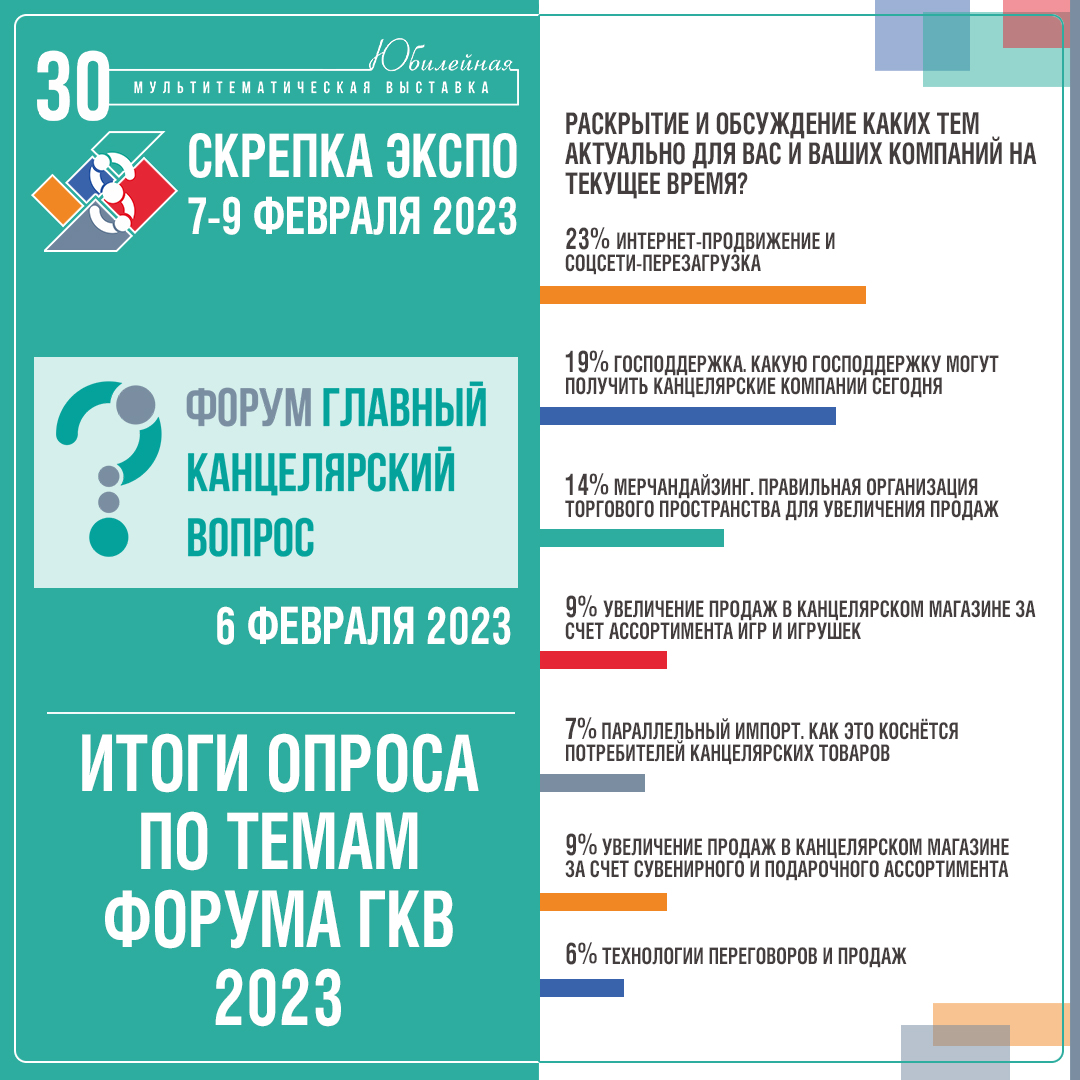 30
Юбилейная
МУЛЬТИТЕМАТИЧЕСКАЯ ВЫСТАВКА
СКРЕПКА ЭКСПО
7-9 ФЕВРАЛЯ 2023
ФОРУМ ГЛАВНЫЙ
КАНЦЕЛЯРСКИЙ
ВОПРОС
6 ФЕВРАЛЯ 2023
ИТОГИ ОПРОСА
ПО ТЕМАМ
ФОРУМА ГКВ
2023
РАСКРЫТИЕ И ОБСУЖДЕНИЕ КАКИХ ТЕМ
АКТУАЛЬНО ДЛЯ ВАС И ВАШИХ КОМПАНИЙ НА
ТЕКУЩЕЕ ВРЕМЯ?
23% ИНТЕРНЕТ-ПРОДВИЖЕНИЕ И
СОЦСЕТИ-ПЕРЕЗАГРУЗКА
19% ГОСПОДДЕРЖКА. КАКУЮ ГОСПОДДЕРЖКУ МОГУТ
ПОЛУЧИТЬ КАНЦЕЛЯРСКИЕ КОМПАНИИ СЕГОДНЯ
14% МЕРЧАНДАЙЗИНГ. ПРАВИЛЬНАЯ ОРГАНИЗАЦИЯ
ТОРГОВОГО ПРОСТРАНСТВА ДЛЯ УВЕЛИЧЕНИЯ ПРОДАЖ
9% УВЕЛИЧЕНИЕ ПРОДАЖ В КАНЦЕЛЯРСКОМ МАГАЗИНЕ ЗА
СЧЕТ АССОРТИМЕНТА ИГР И ИГРУШЕК
7% ПАРАЛЛЕЛЬНЫЙ ИМПОРТ. КАК ЭТО КОСНЁТСЯ
ПОТРЕБИТЕЛЕЙ КАНЦЕЛЯРСКИХ ТОВАРОВ
9% УВЕЛИЧЕНИЕ ПРОДАЖ В КАНЦЕЛЯРСКОМ МАГАЗИНЕ
ЗА СЧЕТ СУВЕНИРНОГО И ПОДАРОЧНОГО АССОРТИМЕНТА
6% ТЕХНОЛОГИИ ПЕРЕГОВОРОВ И ПРОДАЖ